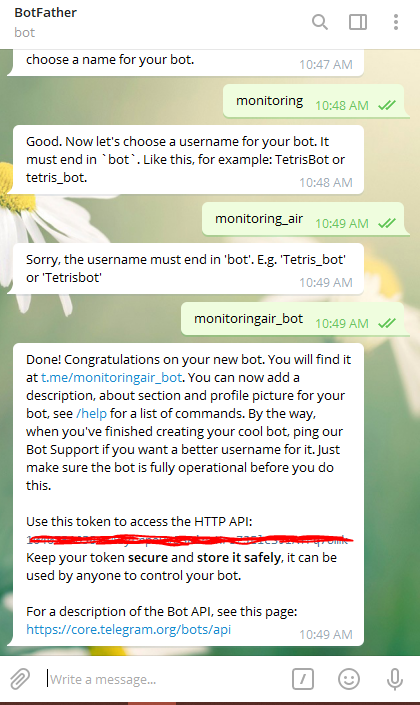 BotFather
bot
choose a name for your bot.
10:47 AM
monitoring 10:48 AM
Good. Now let's choose a username for your bot. It
must end in `bot`. Like this, for example: TetrisBot or
tetris_bot.
10:48 AM
monitoring_air 10:49 AM
Sorry, the username must end in 'bot'. E.g. 'Tetris_bot'
or 'Tetrisbot'
10:49 AM
monitoringair_bot 10:49 AM
Done! Congratulations on your new bot. You will find it
at t.me/monitoringair_bot. You can now add a
description, about section and profile picture for your
bot, see /help for a list of commands. By the way,
when you've finished creating your cool bot, ping our
Bot Support if you want a better username for it. Just
make sure the bot is fully operational before you do
this.
Use this token to access the HTTP API:
Keep your token secure and store it safely, it can be
used by anyone to control your bot.
For a description of the Bot API, see this page:
https://core.telegram.org/bots/api
10:49 AM
Write a message...